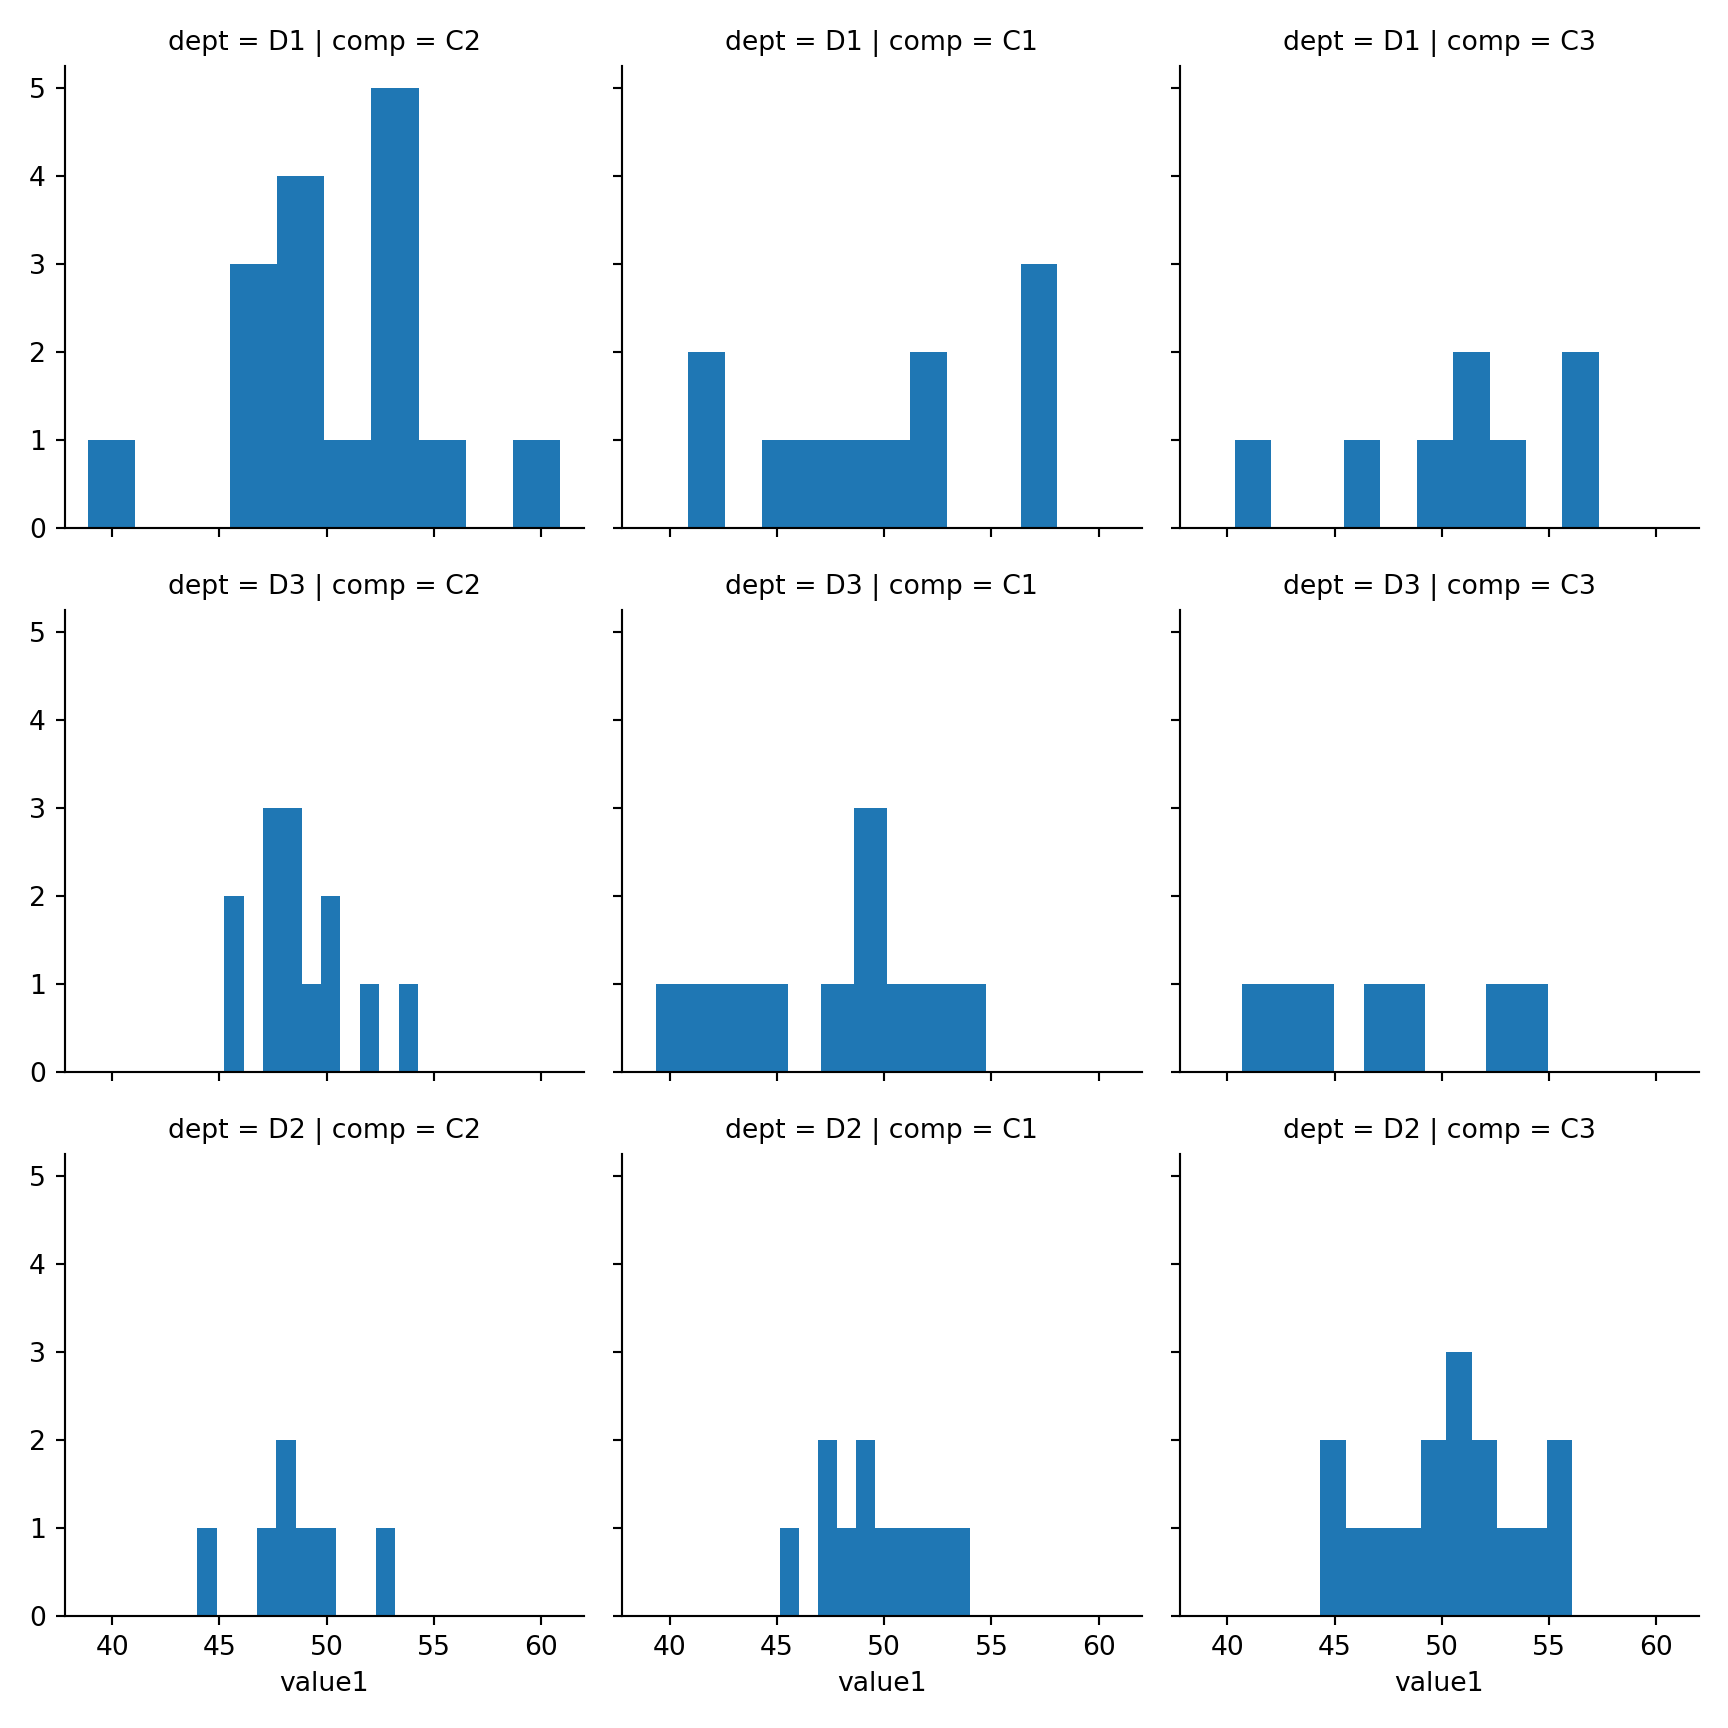 dept = D1 | comp = C2
dept = D1 | comp = C1
dept = D1 | comp = C3
5
4
3
2
1
0
dept = D3 | comp = C2
dept = D3 | comp = C1
dept = D3 | comp = C3
5
4
3
2
1
0
dept = D2 | comp = C2
dept = D2 | comp = C1
dept = D2 | comp = C3
5
4
3
2
1
0
40 45 50 55 60
40 45 50 55 60
40 45 50 55 60
value1
value1
value1